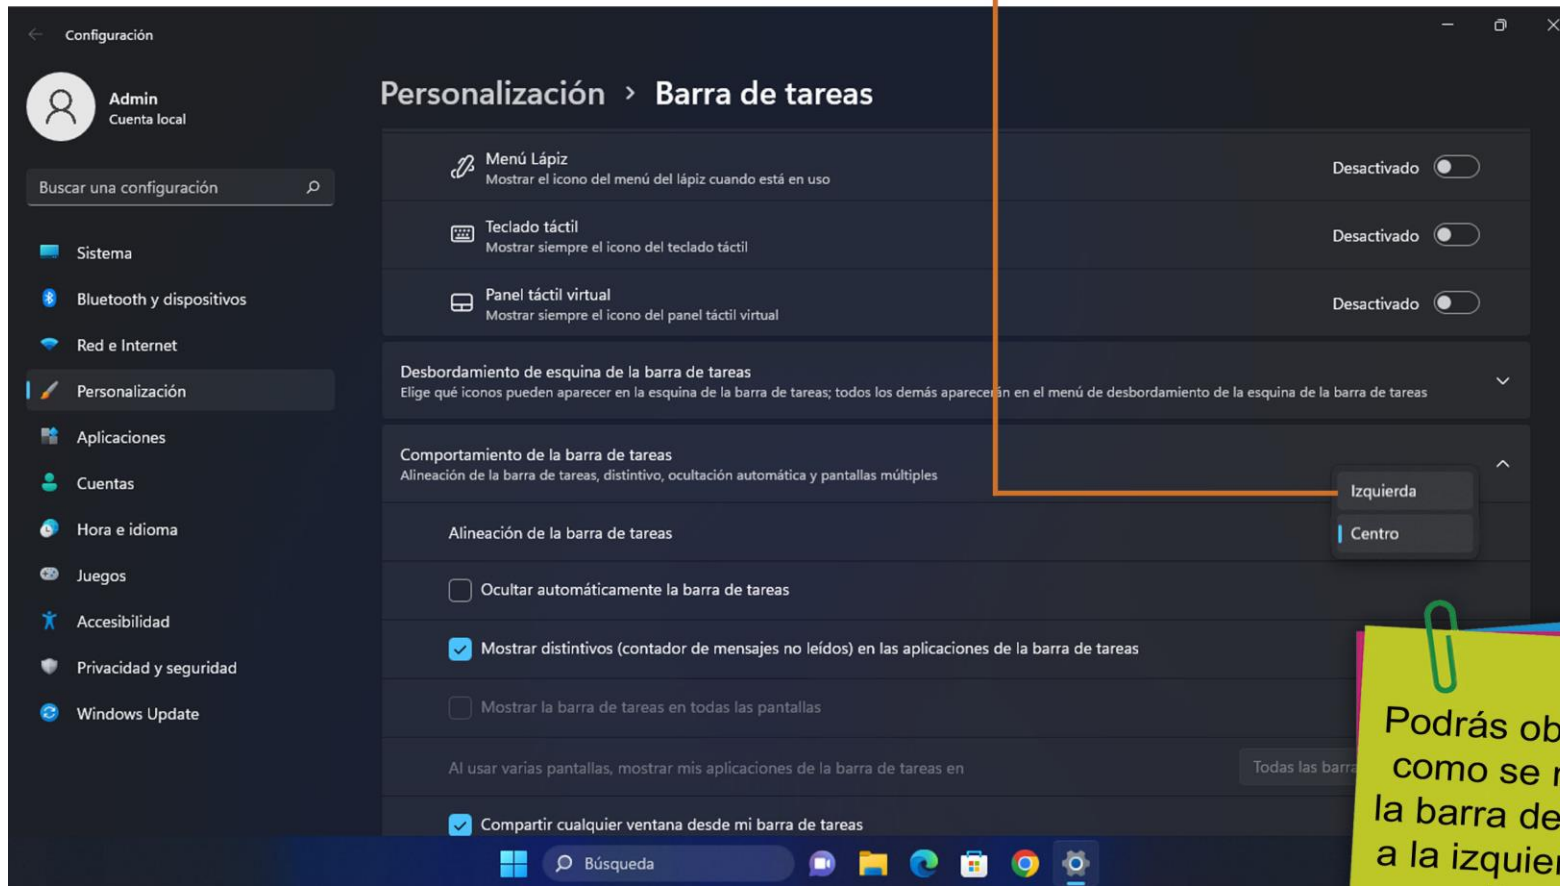 Configuración
Admin
Cuenta local
Buscar una configuración
Sistema
Bluetooth y dispositivos
Red e Internet
Personalización
Aplicaciones
Cuentas
Hora e idioma
Juegos
Accesibilidad
Privacidad y seguridad
Windows Update
Personalización > Barra de tareas
Menú Lápiz
Mostrar el icono del menú del lápiz cuando está en uso
Desactivado
Teclado táctil
Mostrar siempre el icono del teclado táctil
Desactivado
Panel táctil virtual
Mostrar siempre el icono del panel táctil virtual
Desactivado
Desbordamiento de esquina de la barra de tareas
Elige qué iconos pueden aparecer en la esquina de la barra de tareas; todos los demás aparecerán en el menú de desbordamiento de la esquina de la barra de tareas
Comportamiento de la barra de tareas
Alineación de la barra de tareas, distintivo, ocultación automática y pantallas múltiples
Izquierda
Alineación de la barra de tareas
Centro
Ocultar automáticamente la barra de tareas
Mostrar distintivos (contador de mensajes no leídos) en las aplicaciones de la barra de tareas
Mostrar la barra de tareas en todas las pantallas
Al usar varias pantallas, mostrar mis aplicaciones de la barra de tareas en
Todas las barra
Compartir cualquier ventana desde mi barra de tareas
Búsqueda
Podrás ob
como se
la barra de
a la izquier